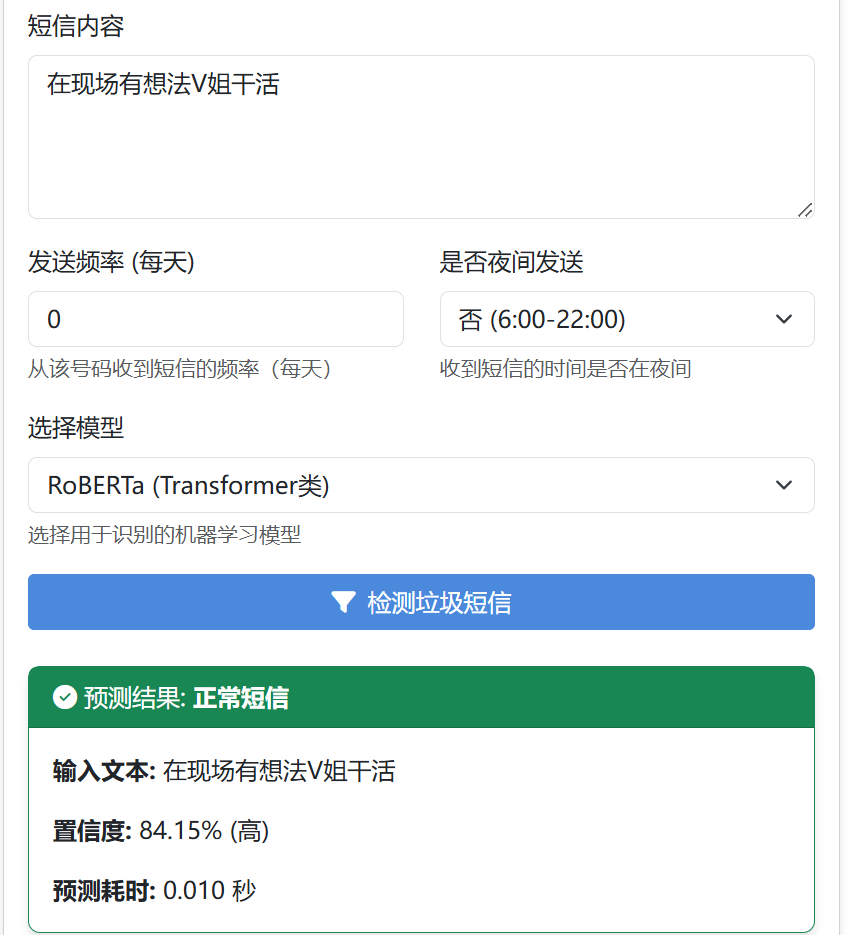 短信内容
在现场有想法V姐干活
发送频率 (每天)
是否夜间发送
0
否 (6:00-22:00)
从该号码收到短信的频率（每天）
收到短信的时间是否在夜间
选择模型
RoBERTa (Transformer类)
选择用于识别的机器学习模型
检测垃圾短信
预测结果: 正常短信
输入文本: 在现场有想法V姐干活
置信度: 84.15% (高)
预测耗时: 0.010 秒